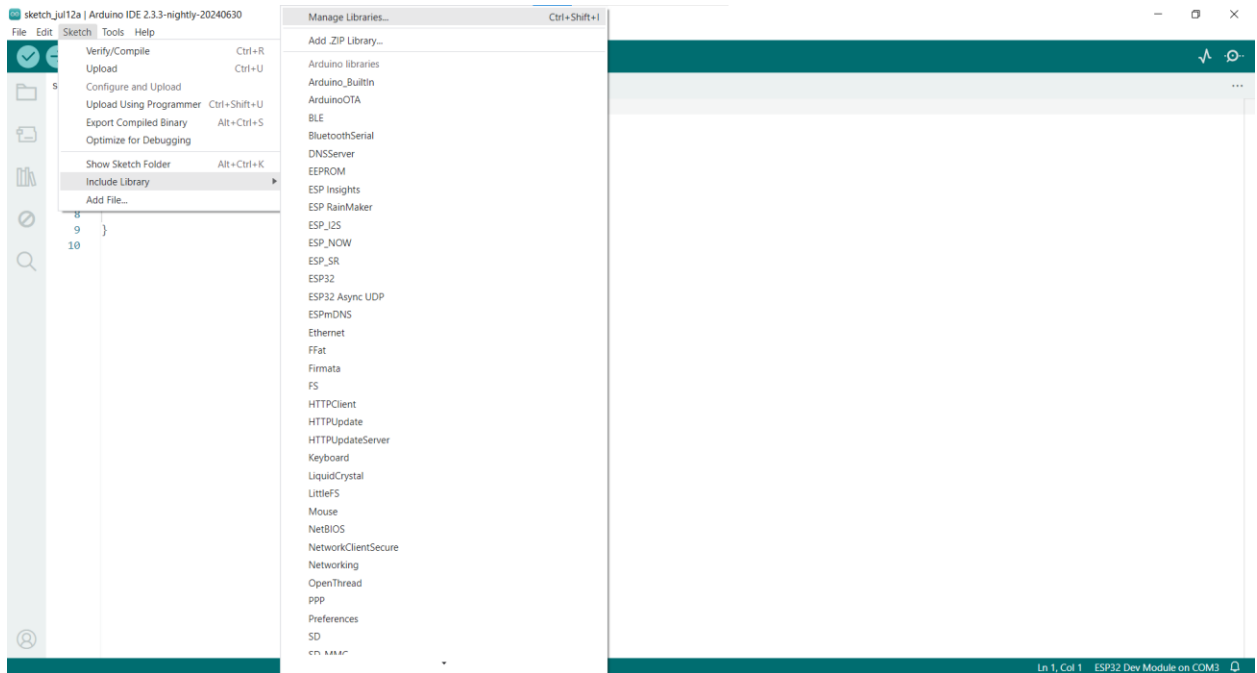 sketch_jul12a | Arduino IDE 2.3.3-nightly-20240630
File Edit Sketch Tools Help
Verify/Compile Ctrl+R
Upload Ctrl+U
Configure and Upload
Upload Using Programmer Ctrl+Shift+U
Export Compiled Binary Alt+Ctrl+S
Optimize for Debugging
Show Sketch Folder Alt+Ctrl+K
Include Library
Add File...
8
9 }
10
Manage Libraries... Ctrl+Shift+I
Add .ZIP Library...
Arduino libraries
Arduino_BuiltIn
ArduinoOTA
BLE
BluetoothSerial
DNSServer
EEPROM
ESP Insights
ESP RainMaker
ESP_I2S
ESP_NOW
ESP_SR
ESP32
ESP32 Async UDP
ESPmDNS
Ethernet
FFat
Firmata
FS
HTTPClient
HTTPUpdate
HTTPUpdateServer
Keyboard
LiquidCrystal
LittleFS
Mouse
NetBIOS
NetworkClientSecure
Networking
OpenThread
PPP
Preferences
SD
SD_MMC
Ln 1, Col 1 ESP32 Dev Module on COM3